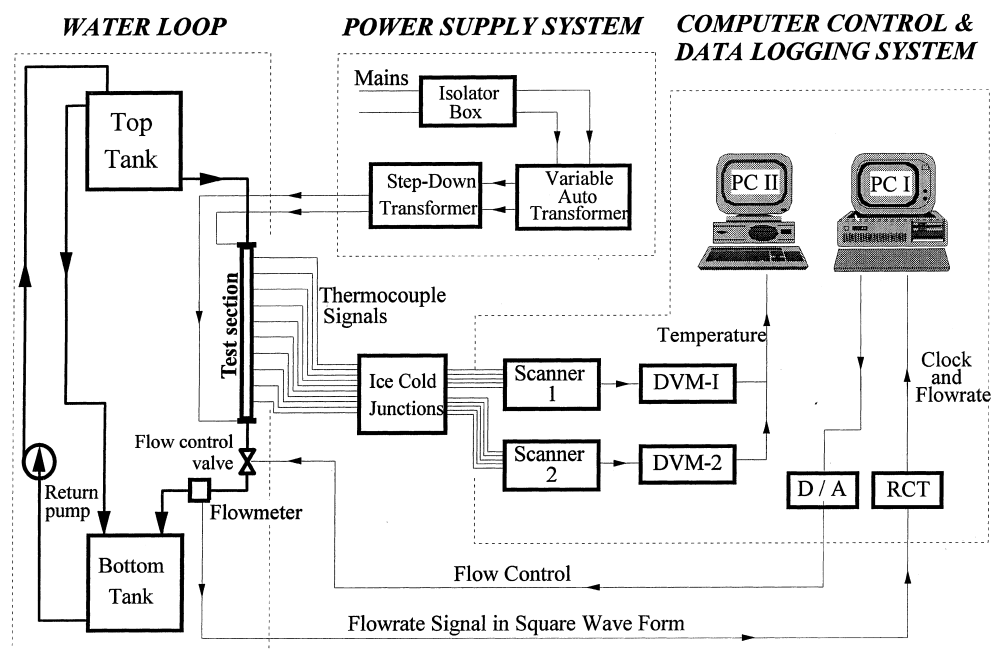 WATER LOOP
POWER SUPPLY SYSTEM
COMPUTER CONTROL &
DATA LOGGING SYSTEM
Top
Tank
Mains
Isolator
Box
Step-Down
Transformer
Variable
Auto
Transformer
PC II
PC I
Test section
Thermocouple
Signals
Ice Cold
Junctions
Scanner
1
DVM-I
Scanner
2
DVM-2
Temperature
Clock
and
Flowrate
D / A
RCT
Flow control
valve
Flowmeter
Return
pump
Bottom
Tank
Flow Control
Flowrate Signal in Square Wave Form